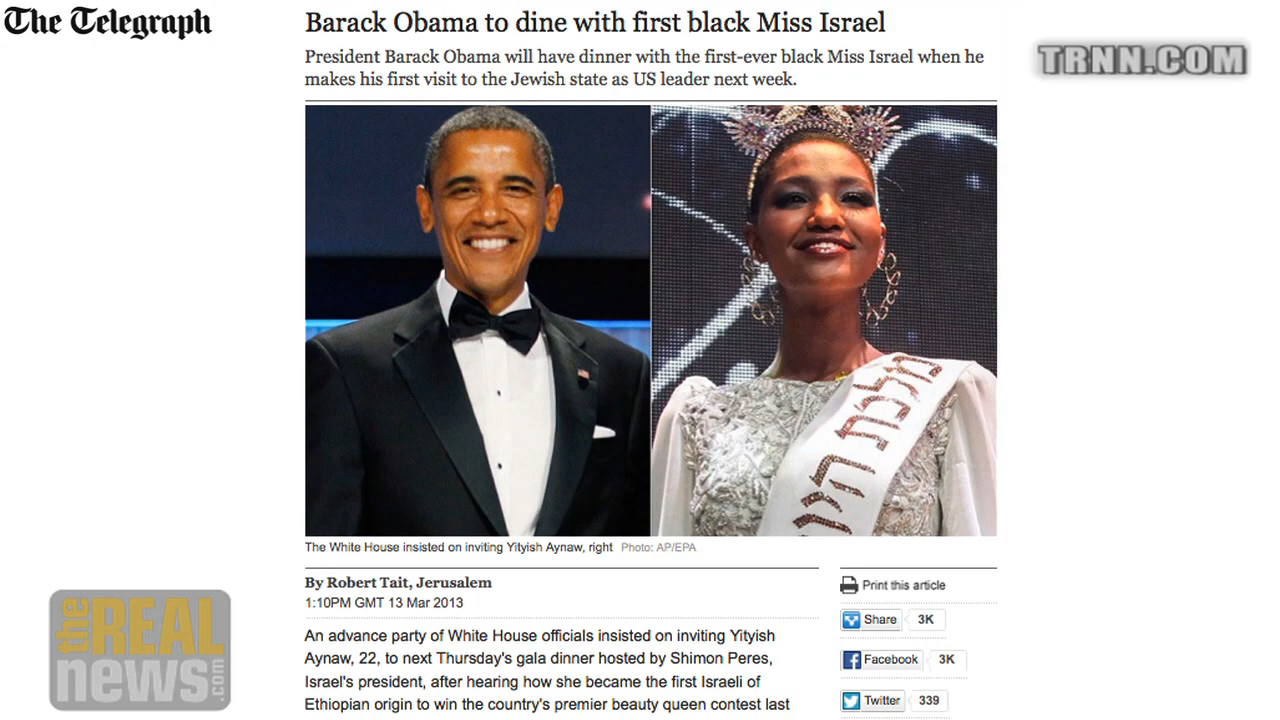 The Telegraph
TRNN.COM
Barack Obama to dine with first black Miss Israel
President Barack Obama will have dinner with the first-ever black Miss Israel when he
makes his first visit to the Jewish state as US leader next week.
מלכת היופ
The White House insisted on inviting Yityish Aynaw, right Photo: AP/EPA
By Robert Tait, Jerusalem
1:10PM GMT 13 Mar 2013
An advance party of White House officials insisted on inviting Yityish
Aynaw, 22, to next Thursday's gala dinner hosted by Shimon Peres,
Israel's president, after hearing how she became the first Israeli of
Ethiopian origin to win the country's premier beauty queen contest last
Print this article
Share 3K
Facebook 3K
Twitter 339
the REAL
news.com